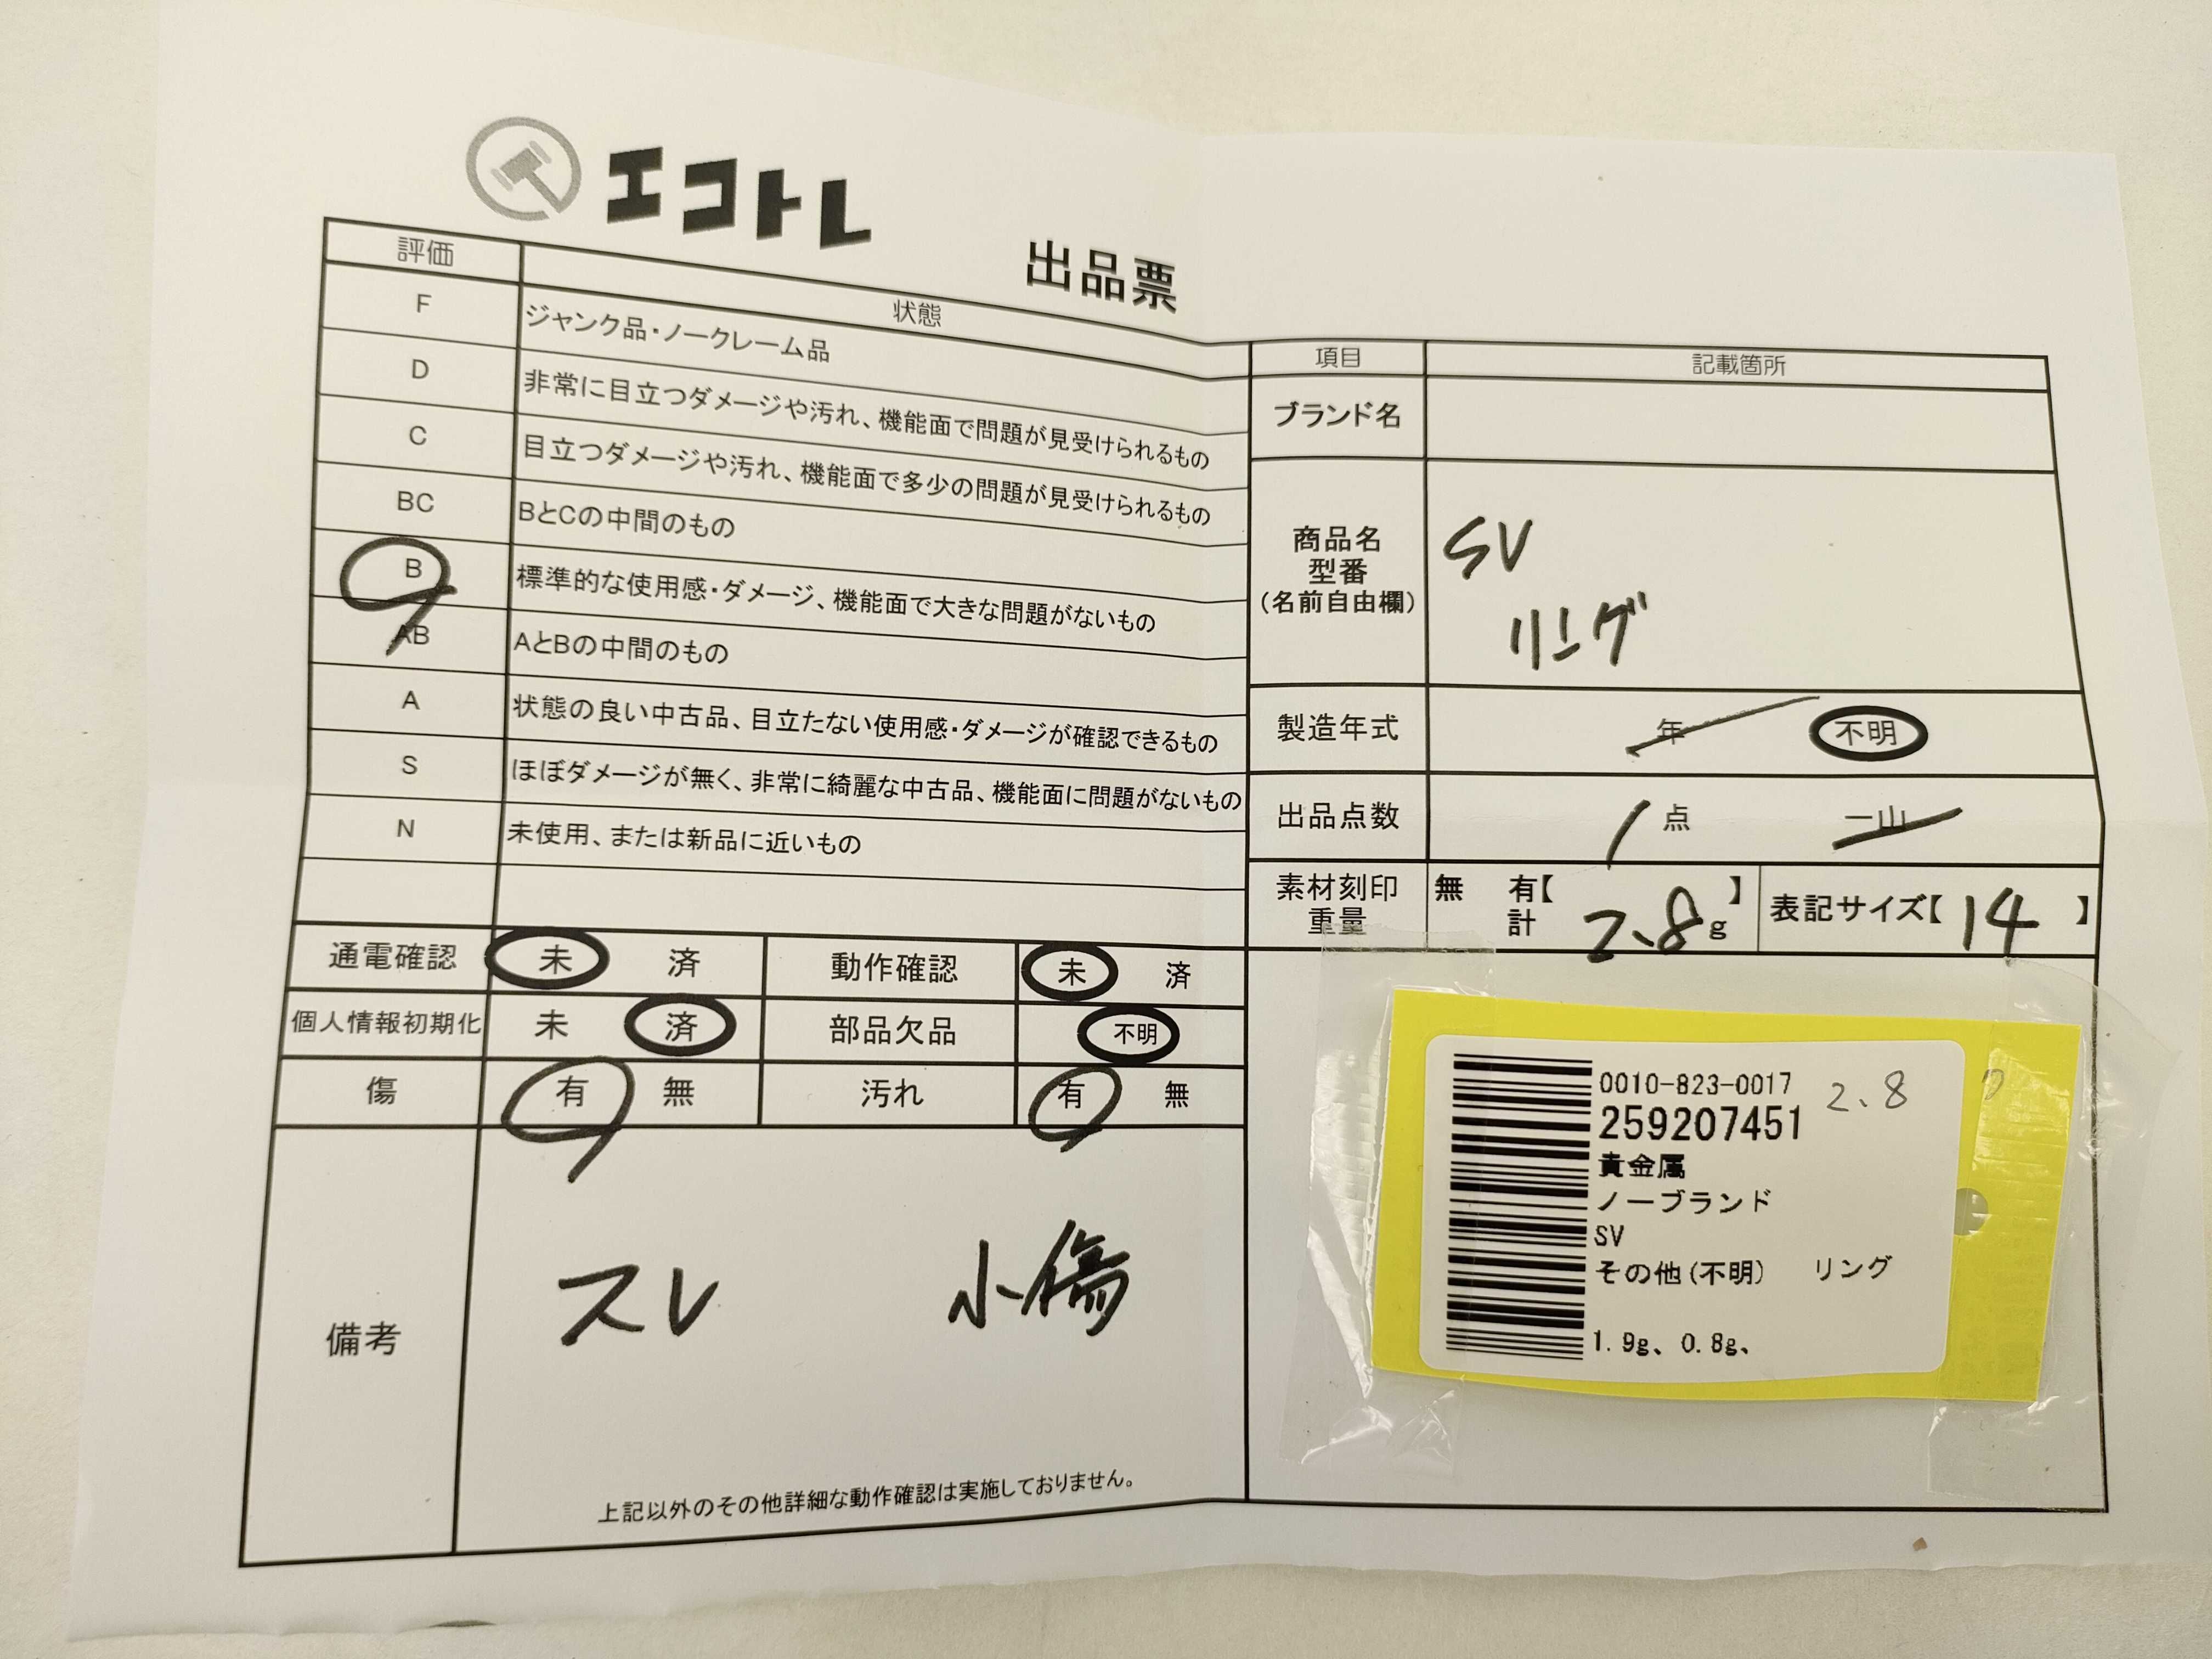 エコトレ
出品票
評価 状態
F ジャンク品・ノークレーム品
D 非常に目立つダメージや汚れ、機能面で問題が見受けられるもの
C 目立つダメージや汚れ、機能面で多少の問題が見受けられるもの
BC BとCの中間のもの
B 標準的な使用感・ダメージ、機能面で大きな問題がないもの
AB AとBの中間のもの
A 状態の良い中古品、目立たない使用感・ダメージが確認できるもの
S ほぼダメージが無く、非常に綺麗な中古品、機能面に問題がないもの
N 未使用、または新品に近いもの
通電確認 未 済 動作確認 未 済
個人情報初期化 未 済 部品欠品 不明
傷 有 無 汚れ 有 無
備考
スレ 小傷
上記以外のその他詳細な動作確認は実施しておりません。
項目 記載箇所
ブランド名
商品名
型番
(名前自由欄)
SV
リング
製造年式 年 不明
出品点数 1 点 一山
素材刻印 無 有【 】
重量 計 2.8 g
表記サイズ【 14 】
0010-823-0017 2.8
259207451
貴金属
ノーブランド
SV
その他(不明) リング
1.9g、0.8g、